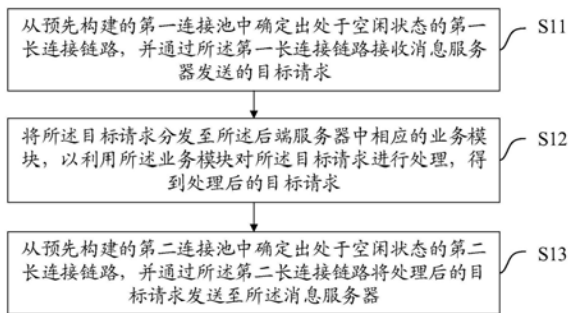 从预先构建的第一连接池中确定出处于空闲状态的第一
长连接链路，并通过所述第一长连接链路接收消息服务
器发送的目标请求
S11
将所述目标请求分发至所述后端服务器中相应的业务模
块，以利用所述业务模块对所述目标请求进行处理，得
到处理后的目标请求
S12
从预先构建的第二连接池中确定出处于空闲状态的第二
长连接链路，并通过所述第二长连接链路将处理后的目
标请求发送至所述消息服务器
S13